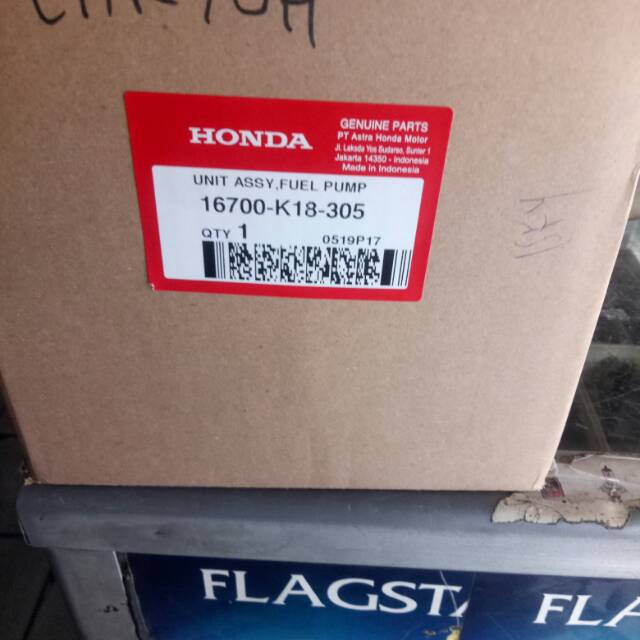 HONDA
GENUINE PARTS
PT Astra Honda Motor
Jl. Laksda Yos Sudarso, Sunter 1
Jakarta 14350 - Indonesia
Made in Indonesia
UNIT ASSY,FUEL PUMP
16700-K18-305
QTY 1
0519P17
FLAGST
FLA